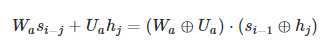 W_a s_{i−j} + U_a h_j = (W_a ⊕ U_a) · (s_{i−1} ⊕ h_j)